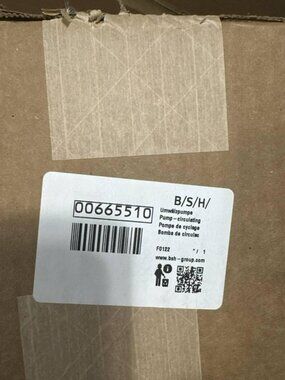 B/S/H/
00665510
Umwälzpumpe
Pump-circulating
Pompe de cyclage
Bomba de circulac
F0122 "/ 1
www.bsh-group.com